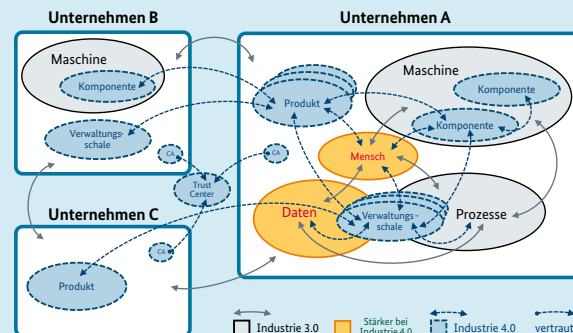 Unternehmen B
Unternehmen A
Maschine
Komponente
Verwaltungs-
schale
CA
Trust
Center
CA
Produkt
Mensch
Maschine
Komponente
Komponente
Daten
Verwaltungs-
schale
Prozesse
Unternehmen C
CA
Produkt
Industrie 3.0
Stärker bei
Industrie 4.0
Industrie 4.0
vertraut